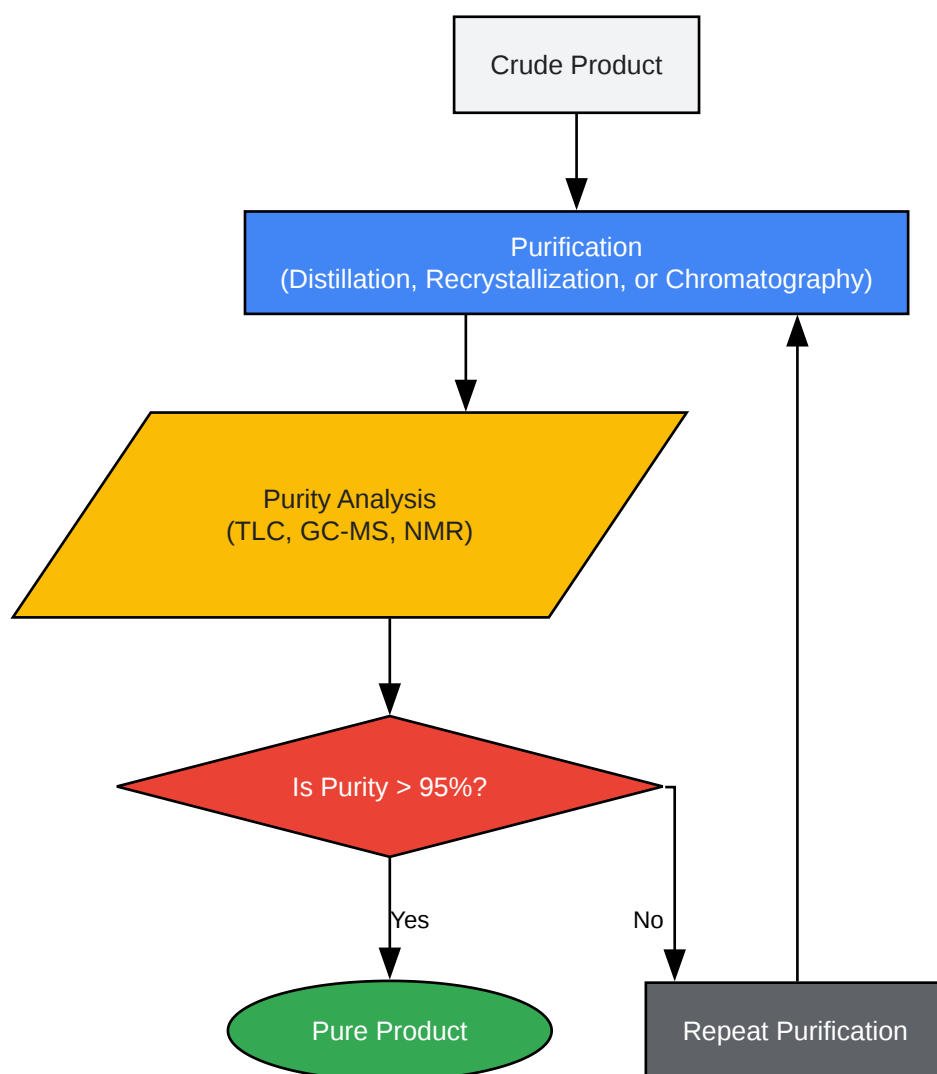 Crude Product
Purification
(Distillation, Recrystallization, or Chromatography)
Purity Analysis
(TLC, GC-MS, NMR)
Is Purity > 95%?
Yes
No
Pure Product
Repeat Purification